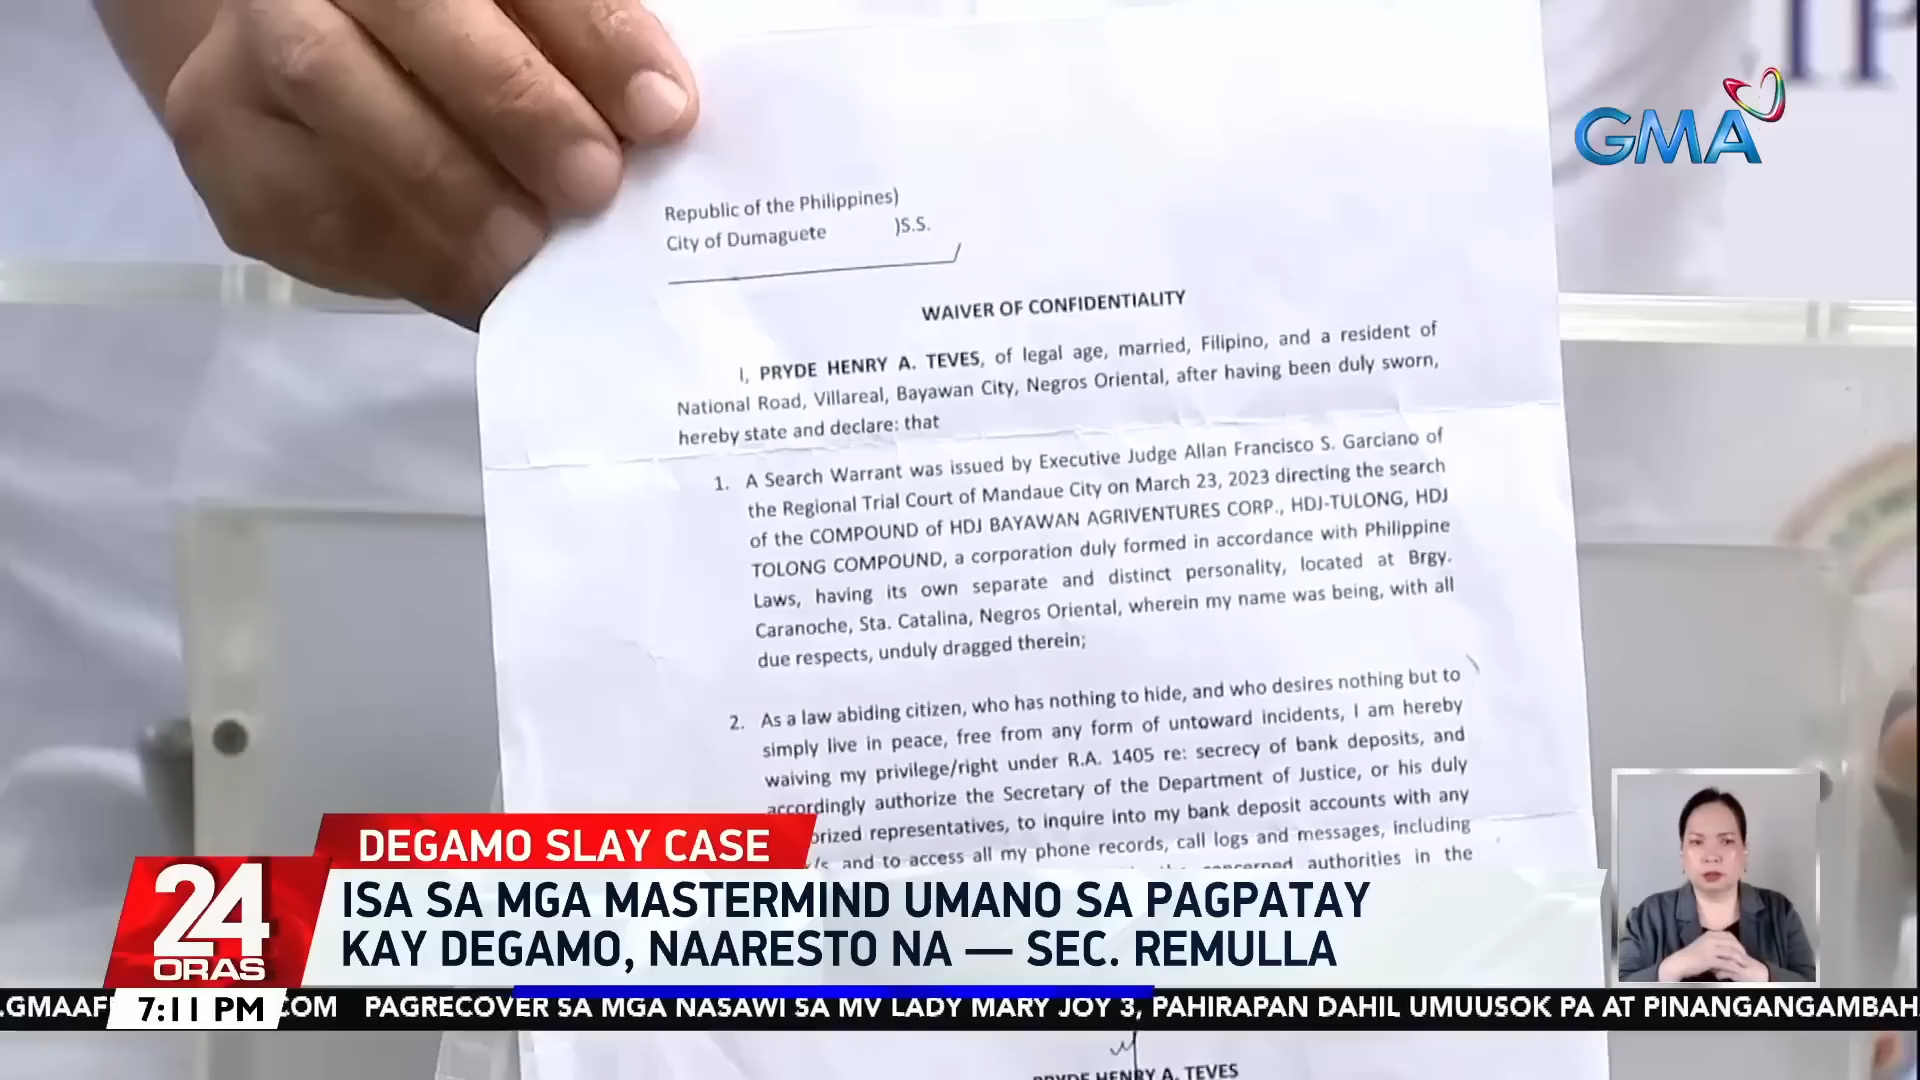 GMA
Republic of the Philippines)
City of Dumaguete )S.S.
WAIVER OF CONFIDENTIALITY
I, PRYDE HENRY A. TEVES, of legal age, married, Filipino, and a resident of
National Road, Villareal, Bayawan City, Negros Oriental, after having been duly sworn,
hereby state and declare: that
1. A Search Warrant was issued by Executive Judge Allan Francisco S. Garciano of
the Regional Trial Court of Mandaue City on March 23, 2023 directing the search
of the COMPOUND of HDJ BAYAWAN AGRIVENTURES CORP., HDJ-TULONG, HDJ
TOLONG COMPOUND, a corporation duly formed in accordance with Philippine
Laws, having its own separate and distinct personality, located at Brgy.
Caranoche, Sta. Catalina, Negros Oriental, wherein my name was being, with all
due respects, unduly dragged therein;
2. As a law abiding citizen, who has nothing to hide, and who desires nothing but to
simply live in peace, free from any form of untoward incidents, I am hereby
waiving my privilege/right under R.A. 1405 re: secrecy of bank deposits, and
accordingly authorize the Secretary of the Department of Justice, or his duly
orized representatives, to inquire into my bank deposit accounts with any
and to access all my phone records, call logs and messages, including
concerned authorities in the
DEGAMO SLAY CASE
24 ORAS
ISA SA MGA MASTERMIND UMANO SA PAGPATAY
KAY DEGAMO, NAARESTO NA — SEC. REMULLA
7:11 PM
.GMAAF COM PAGRECOVER SA MGA NASAWI SA MV LADY MARY JOY 3, PAHIRAPAN DAHIL UMUUSOK PA AT PINANGANGAMBAH
PRYDE HENRY A. TEVES